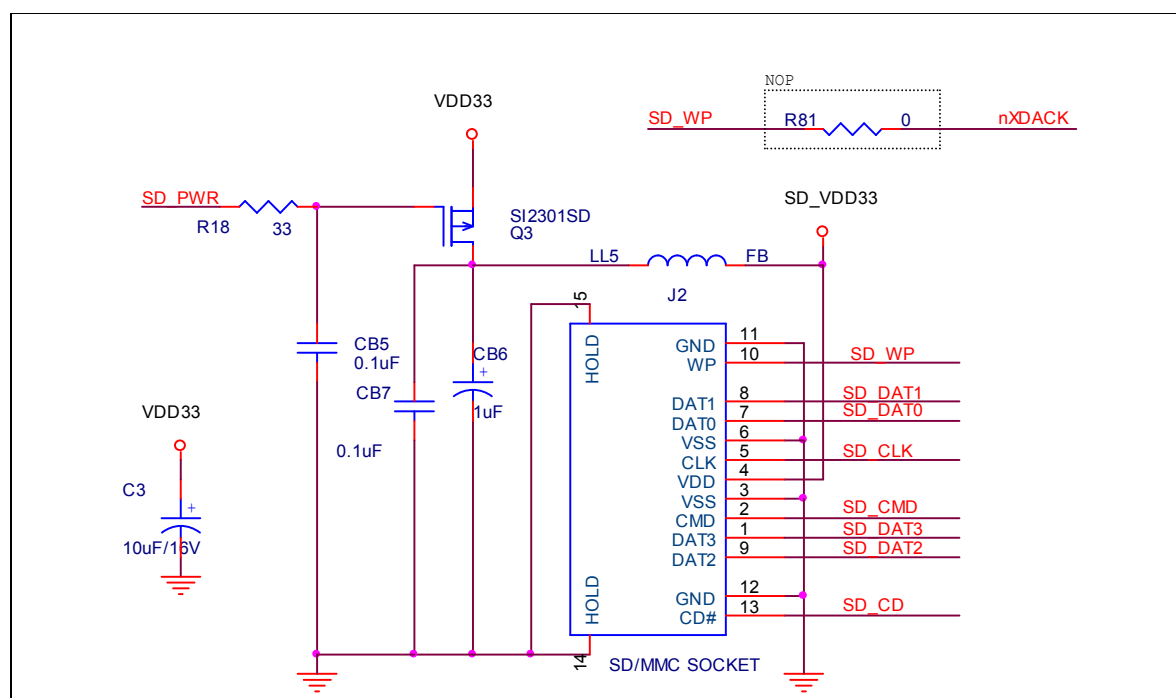 NOP
VDD33
SD_WP
R81
0
nXDACK
SD_PWR
R18
33
SI2301SD
Q3
SD_VDD33
LL5
FB
J2
15
HOLD
GND
11
WP
10
SD_WP
CB5
0.1uF
CB6
CB7
1uF
DAT1
8
SD_DAT1
DAT0
7
SD_DAT0
VDD33
VSS
6
0.1uF
CLK
5
SD_CLK
VDD
4
C3
+
VSS
3
CMD
2
SD_CMD
DAT3
1
SD_DAT3
10uF/16V
DAT2
9
SD_DAT2
+
HOLD
GND
12
CD#
13
SD_CD
14
SD/MMC SOCKET